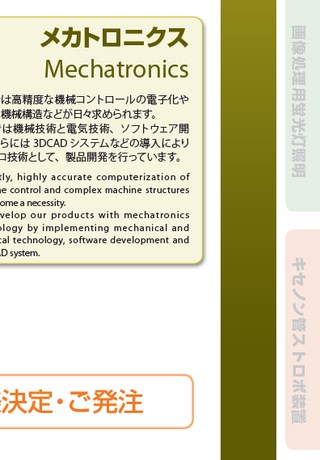 メカトロニクス
Mechatronics
は高精度な機械コントロールの電子化や
機械構造などが日々求められます。
は機械技術と電気技術、ソフトウェア開
らには 3DCAD システムなどの導入により
ロ技術として、製品開発を行っています。
tly, highly accurate computerization of
ne control and complex machine structures
ome a necessity.
velop our products with mechatronics
ology by implementing mechanical and
cal technology, software development and
AD system.
決定・ご発注
画像処理用蛍光灯照明
キセノン管ストロボ装置